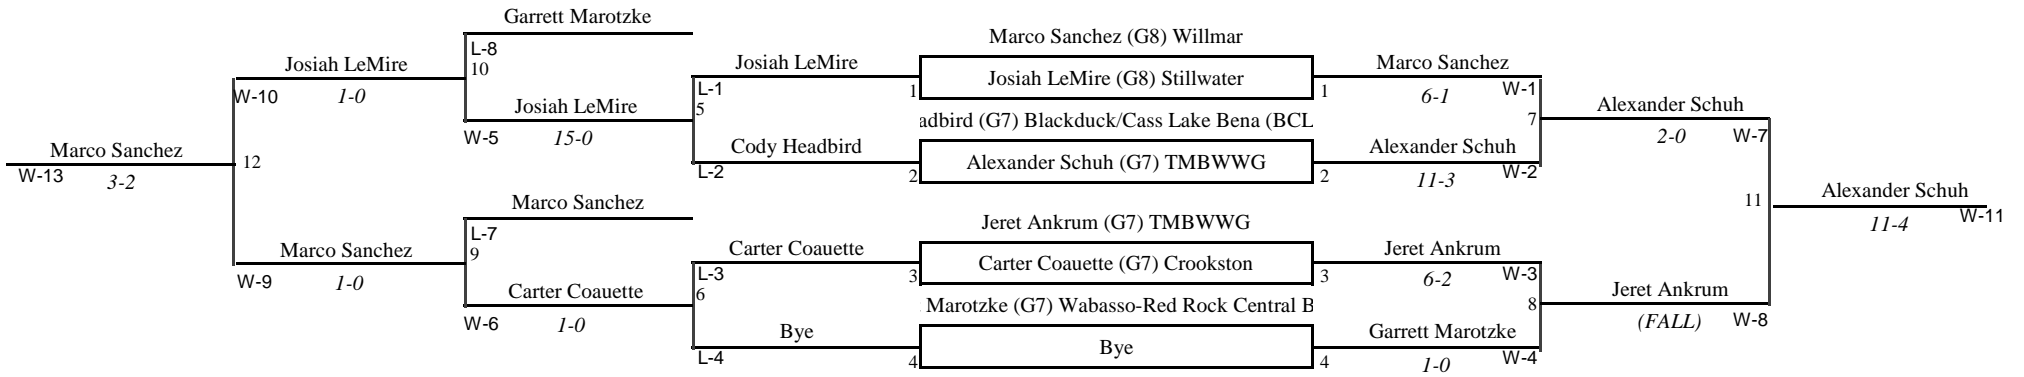 Garrett Marotzke
L-8
10
Josiah LeMire
W-10
1-0
Josiah LeMire
W-5
15-0
Josiah LeMire
L-1
5
1
Cody Headbird
L-2
2
Marco Sanchez
W-13
3-2
12
Marco Sanchez
L-7
9
Marco Sanchez
W-9
1-0
Carter Coauette
W-6
1-0
Carter Coauette
L-3
6
3
Bye
L-4
4
Marco Sanchez (G8) Willmar
Josiah LeMire (G8) Stillwater
adbird (G7) Blackduck/Cass Lake Bena (BCL
Alexander Schuh (G7) TMBWWG
Jeret Ankrum (G7) TMBWWG
Carter Coauette (G7) Crookston
Marotzke (G7) Wabasso-Red Rock Central B
Bye
Marco Sanchez
1
6-1
W-1
7
Alexander Schuh
2
11-3
W-2
Alexander Schuh
2-0
W-7
Jeret Ankrum
3
6-2
W-3
8
Garrett Marotzke
4
1-0
W-4
Jeret Ankrum
(FALL)
W-8
11
Alexander Schuh
11-4
W-11